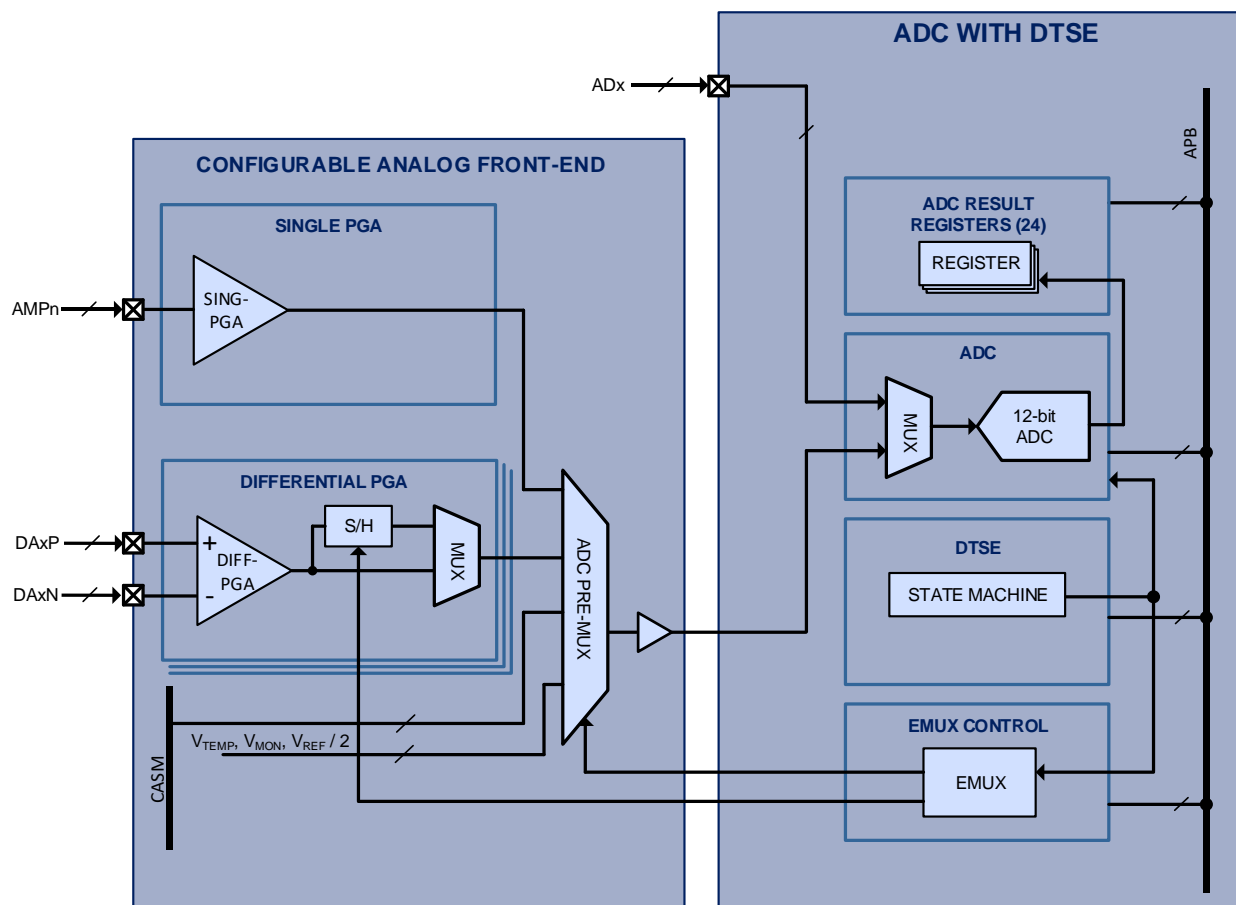 ADC WITH DTSE
ADx
APB
CONFIGURABLE ANALOG FRONT-END
SINGLE PGA
SING-
PGA
AMPn
ADC RESULT
REGISTERS (24)
REGISTER
ADC
MUX
12-bit
ADC
DIFFERENTIAL PGA
S/H
MUX
DAxP
+
DIFF-
PGA
-
DAxN
ADC PRE-MUX
DTSE
STATE MACHINE
CASM
VTEMP, VMON, VREF / 2
EMUX CONTROL
EMUX